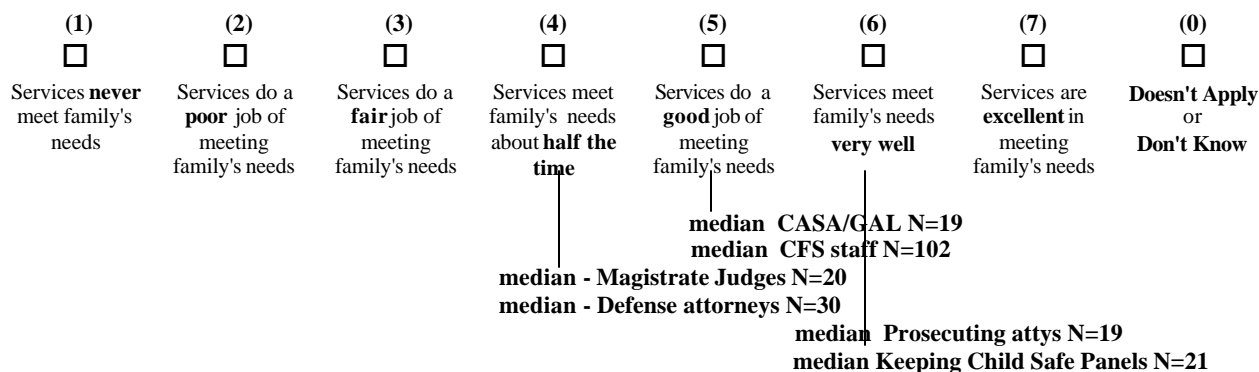 (1) (2) (3) (4) (5) (6) (7) (0)
Services never meet family's needs
Services do a poor job of meeting family's needs
Services do a fair job of meeting family's needs
Services meet family's needs about half the time
Services do a good job of meeting family's needs
Services meet family's needs very well
Services are excellent in meeting family's needs
Doesn't Apply or Don't Know
median CASA/GAL N=19
median CFS staff N=102
median - Magistrate Judges N=20
median - Defense attorneys N=30
median Prosecuting attys N=19
median Keeping Child Safe Panels N=21